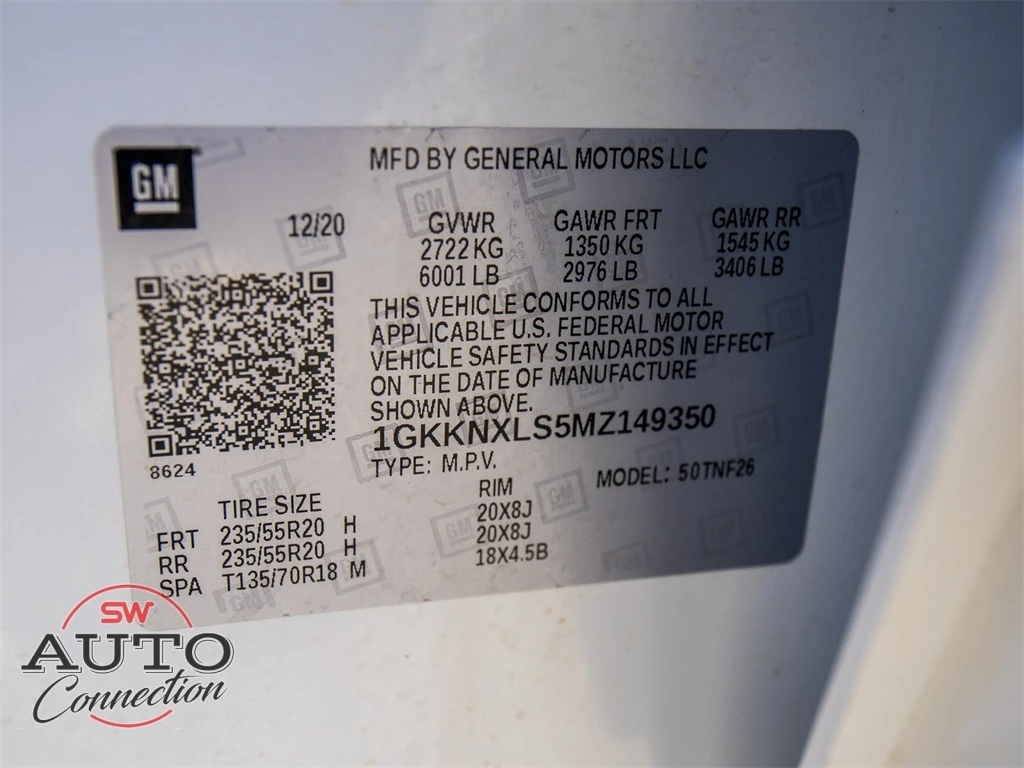 GM
MFD BY GENERAL MOTORS LLC
12/20 GVWR GAWR FRT GAWR RR
2722 KG 1350 KG 1545 KG
6001 LB 2976 LB 3406 LB
THIS VEHICLE CONFORMS TO ALL
APPLICABLE U.S. FEDERAL MOTOR
VEHICLE SAFETY STANDARDS IN EFFECT
ON THE DATE OF MANUFACTURE
SHOWN ABOVE.
1GKKNXLS5MZ149350
8624
TYPE: M.P.V. MODEL: 50TNF26
TIRE SIZE RIM
FRT 235/55R20 H 20X8J
RR 235/55R20 H 20X8J
SPA T135/70R18 M 18X4.5B
SW
AUTO
Connection